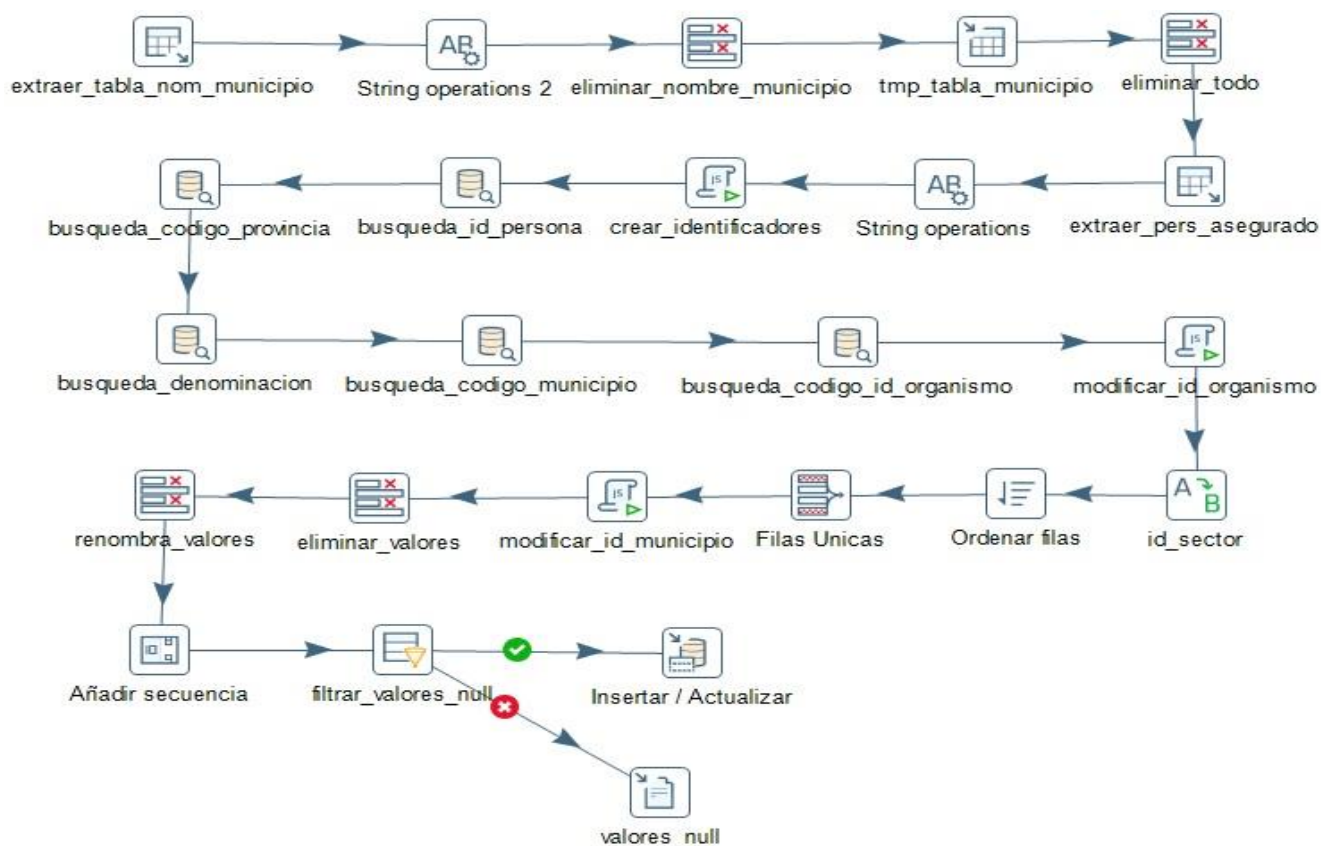 extraer_tabla_nom_municipio
String operations 2
eliminar_nombre_municipio
tmp_tabla_municipio
eliminar_todo
busqueda_codigo_provincia
busqueda_id_persona
crear_identificadores
String operations
extraer_pers_asegurado
busqueda_denominacion
busqueda_codigo_municipio
busqueda_codigo_id_organismo
modificar_id_organismo
renombra_valores
eliminar_valores
modificar_id_municipio
Filas Unicas
Ordenar filas
id_sector
Añadir secuencia
filtrar_valores_null
Insertar / Actualizar
valores_null